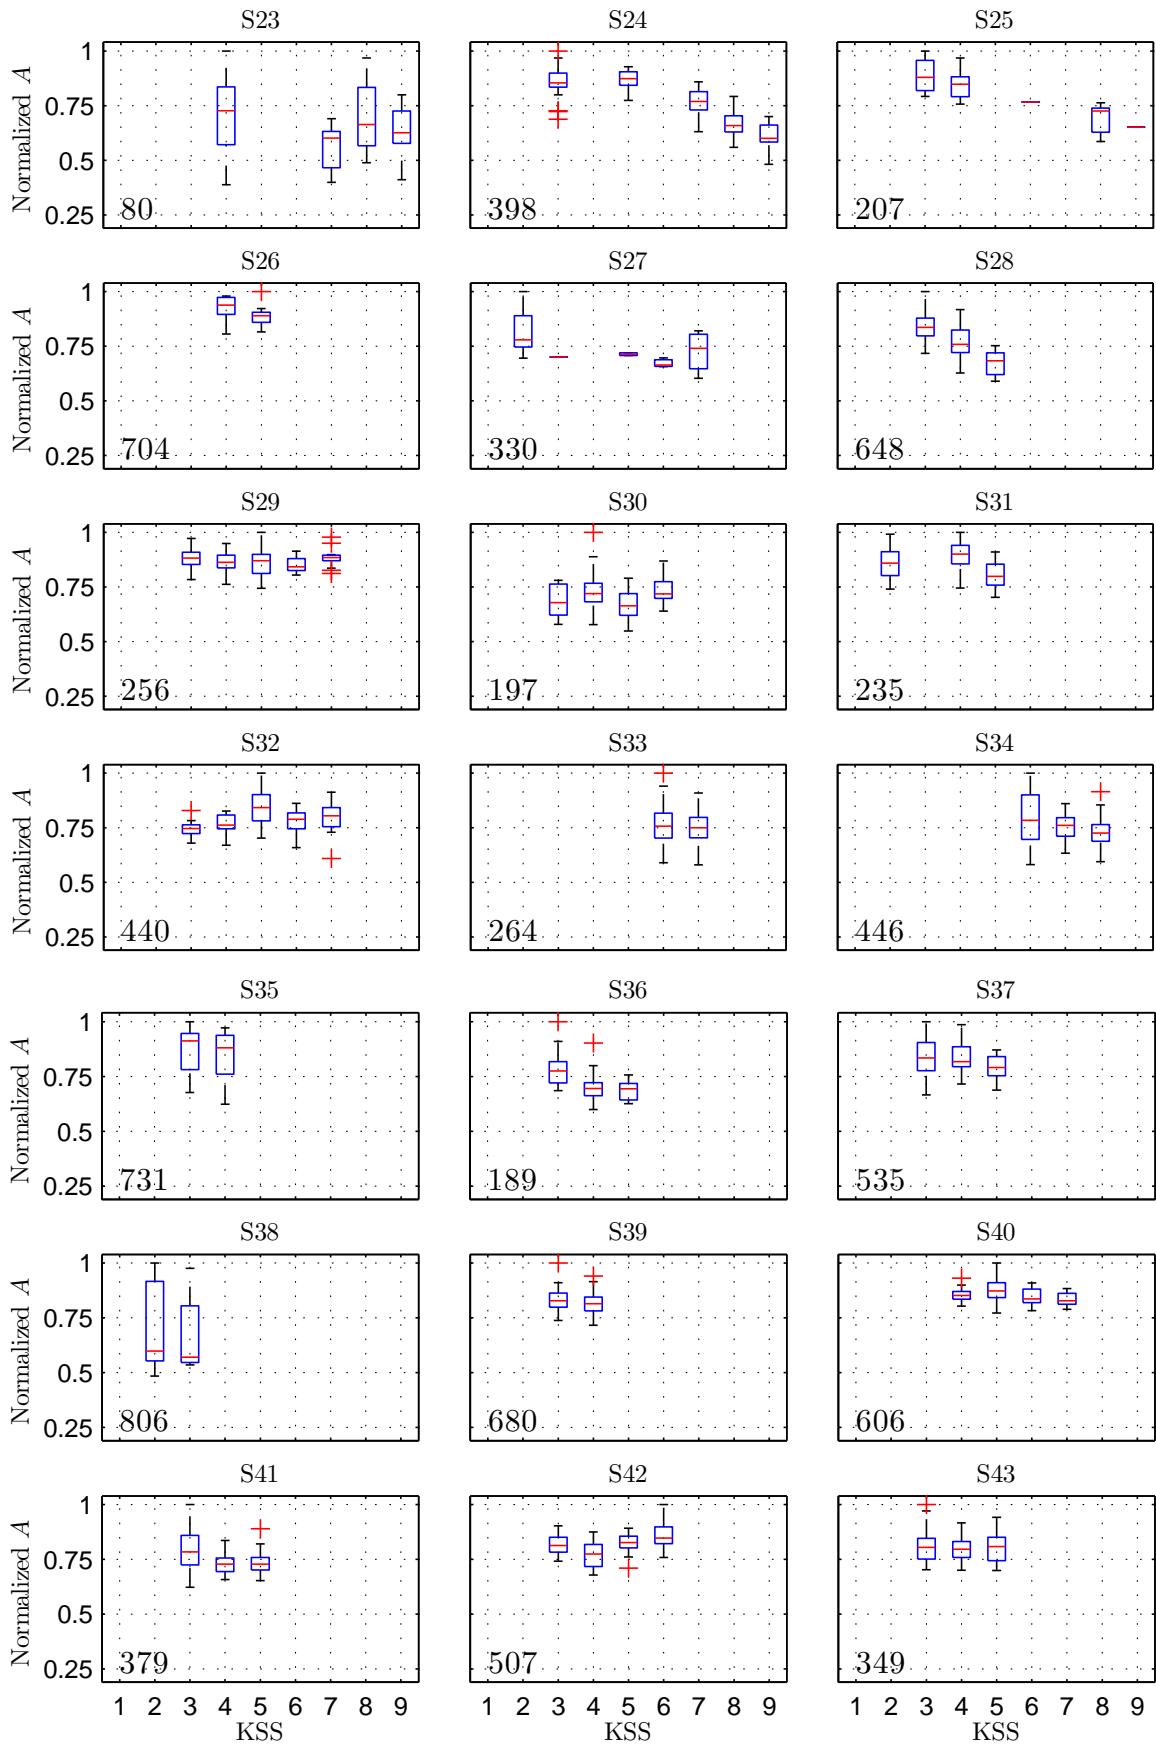 S23 S24 S25
Normalized A
1
0.75
0.5
0.25
80 398 207
S26 S27 S28
Normalized A
1
0.75
0.5
0.25
704 330 648
S29 S30 S31
Normalized A
1
0.75
0.5
0.25
256 197 235
S32 S33 S34
Normalized A
1
0.75
0.5
0.25
440 264 446
S35 S36 S37
Normalized A
1
0.75
0.5
0.25
731 189 535
S38 S39 S40
Normalized A
1
0.75
0.5
0.25
806 680 606
S41 S42 S43
Normalized A
1
0.75
0.5
0.25
379 507 349
1 2 3 4 5 6 7 8 9 1 2 3 4 5 6 7 8 9 1 2 3 4 5 6 7 8 9
KSS KSS KSS